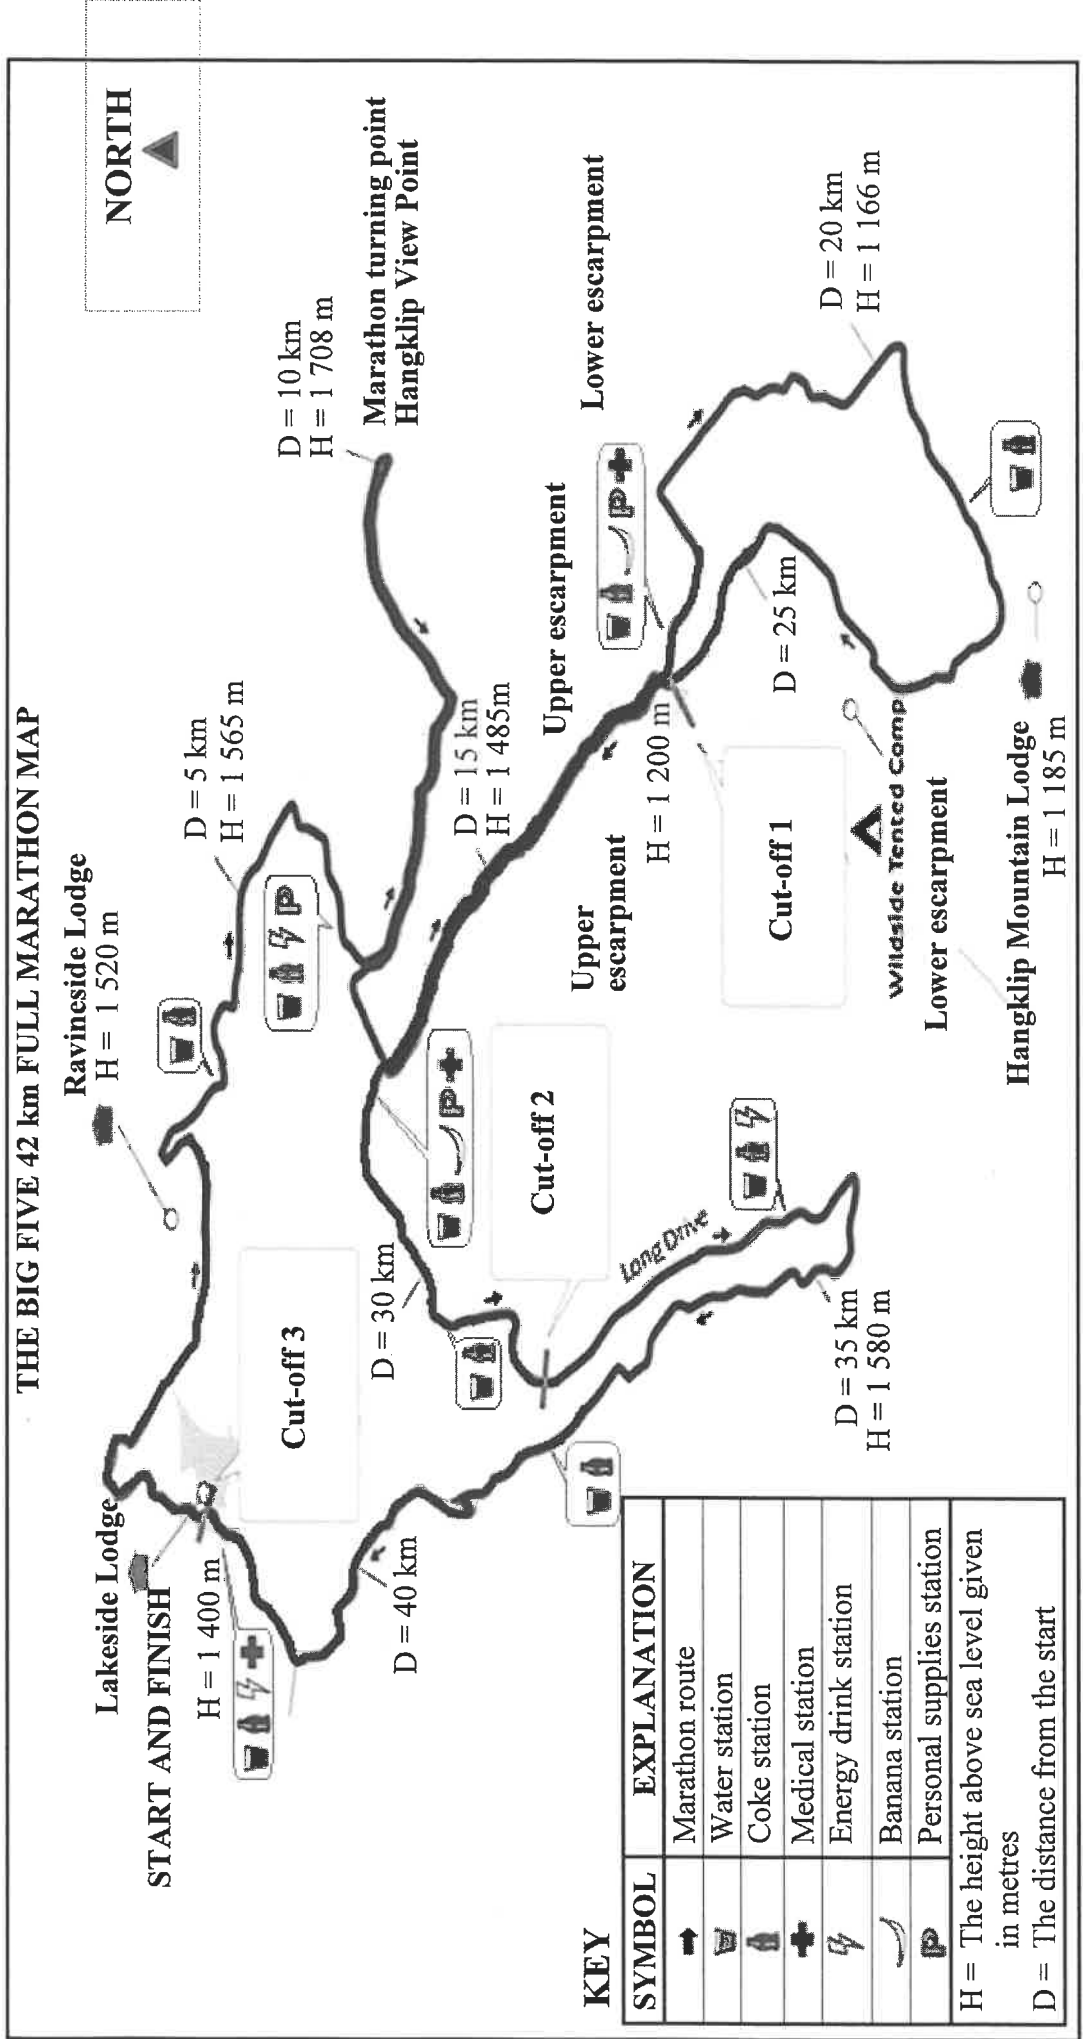 THE BIG FIVE 42 km FULL MARATHON MAP
NORTH
Ravineside Lodge
H = 1 520 m
D = 5 km
H = 1 565 m
D = 10 km
H = 1 708 m
Marathon turning point
Hangklip View Point
Lakeside Lodge
START AND FINISH
H = 1 400 m
Cut-off 3
D = 15 km
H = 1 485m
Upper escarpment
Lower escarpment
D = 30 km
D = 40 km
Cut-off 2
Upper
escarpment
Upper escarpment
H = 1 200 m
Long Drive
Cut-off 1
D = 25 km
D = 20 km
H = 1 166 m
D = 35 km
H = 1 580 m
Wildside Tented Camp
Lower escarpment
Hangklip Mountain Lodge
H = 1 185 m
KEY
SYMBOL EXPLANATION
Marathon route
Water station
Coke station
Medical station
Energy drink station
Banana station
P Personal supplies station
H = The height above sea level given
in metres
D = The distance from the start
P
P
P